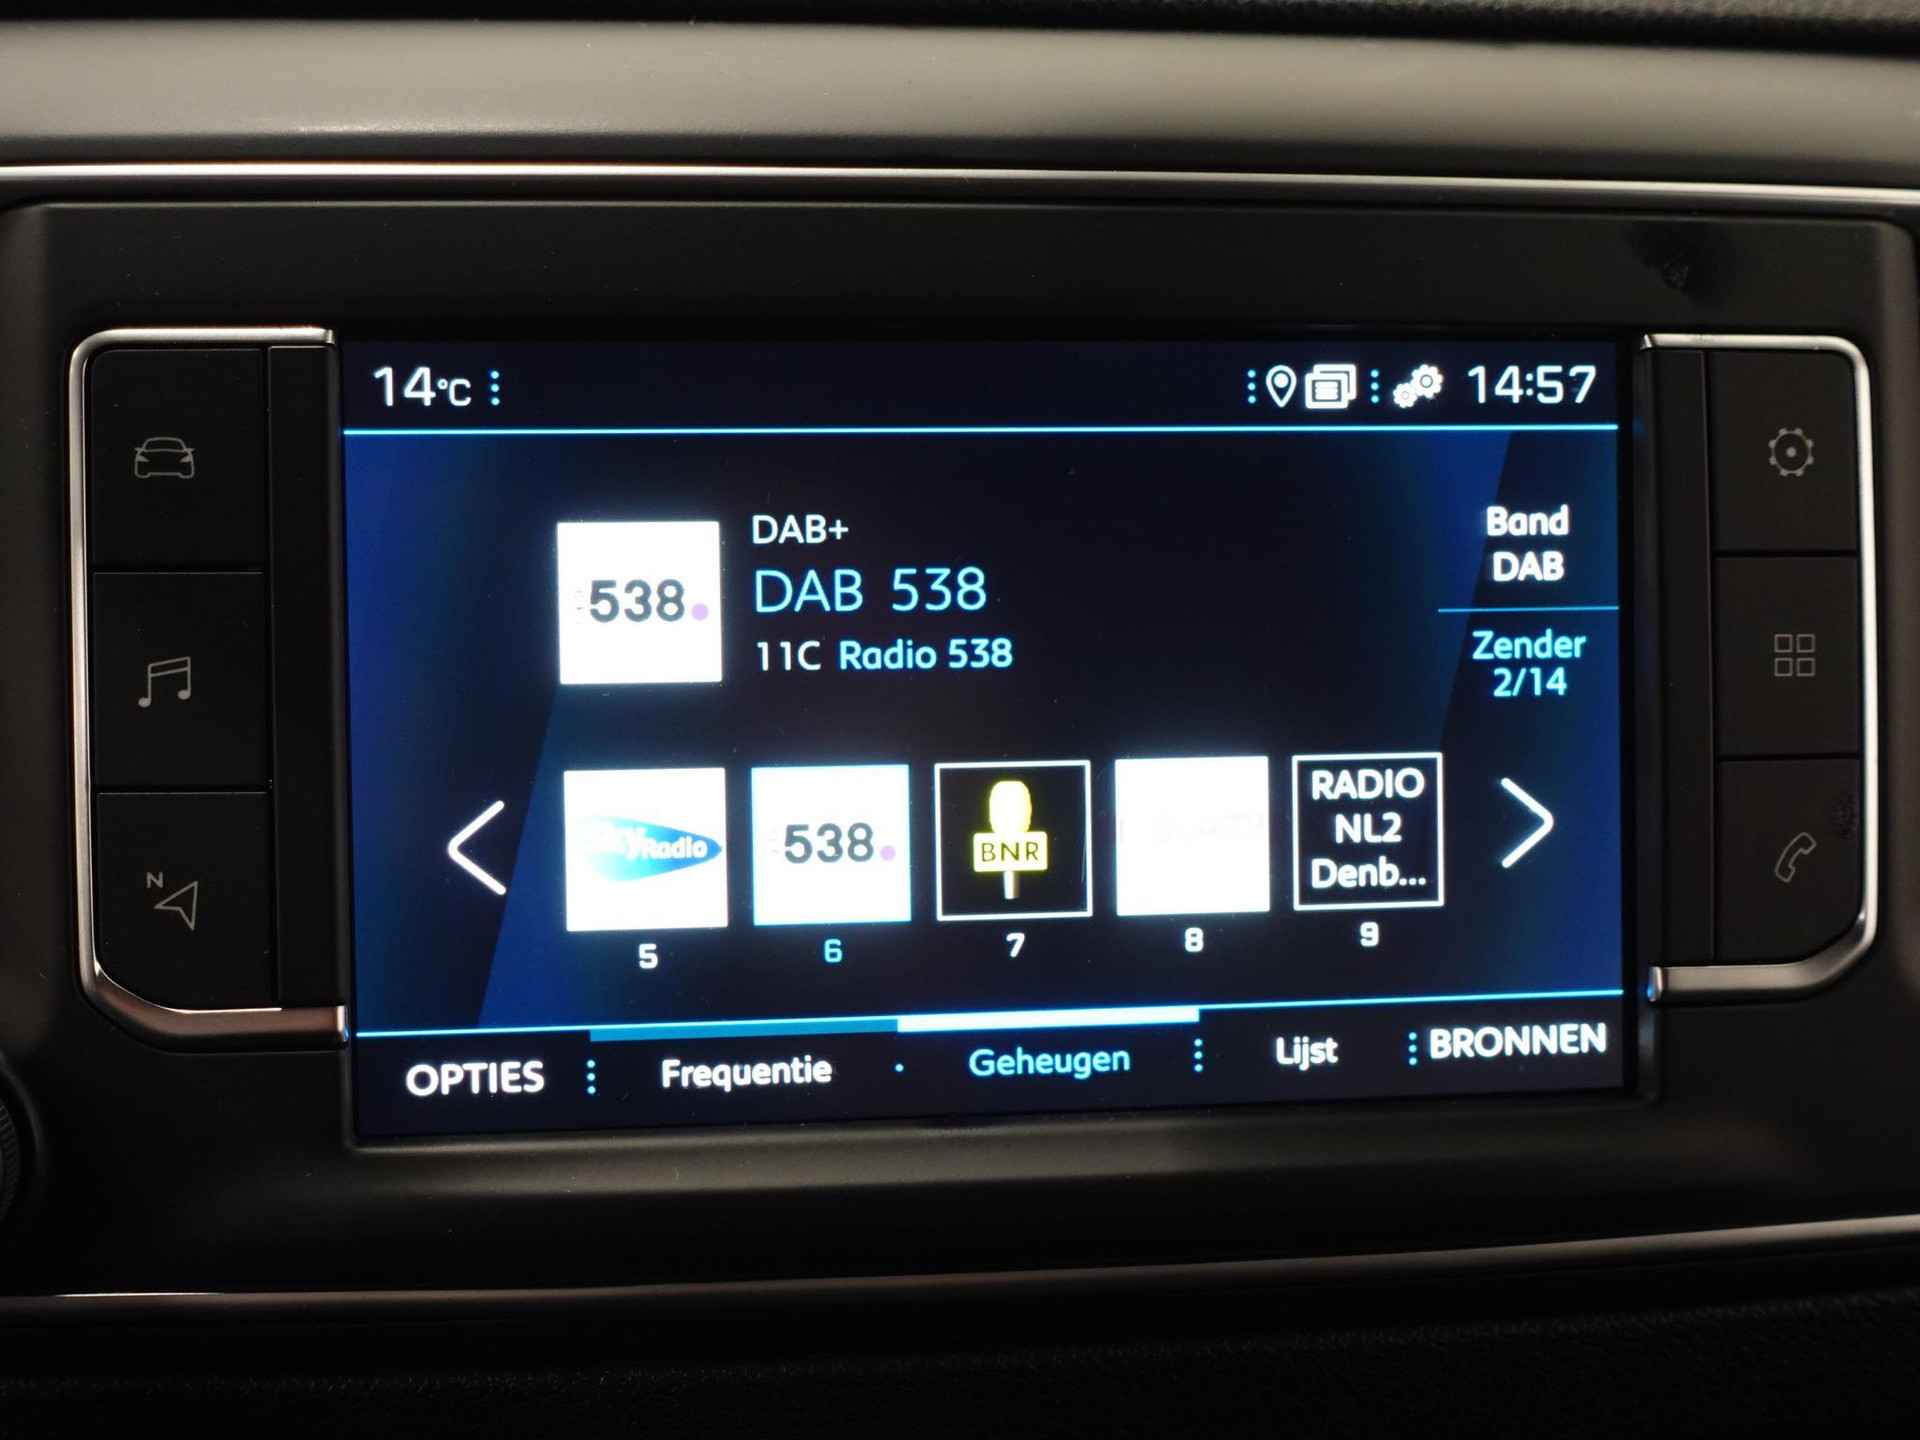 14°C
14:57
DAB+
DAB 538
11C Radio 538
538
Band
DAB
Zender
2/14
Radio
538
BNR
RADIO
NL2
Denb...
5
6
7
8
9
N
OPTIES
Frequentie
Geheugen
Lijst
BRONNEN